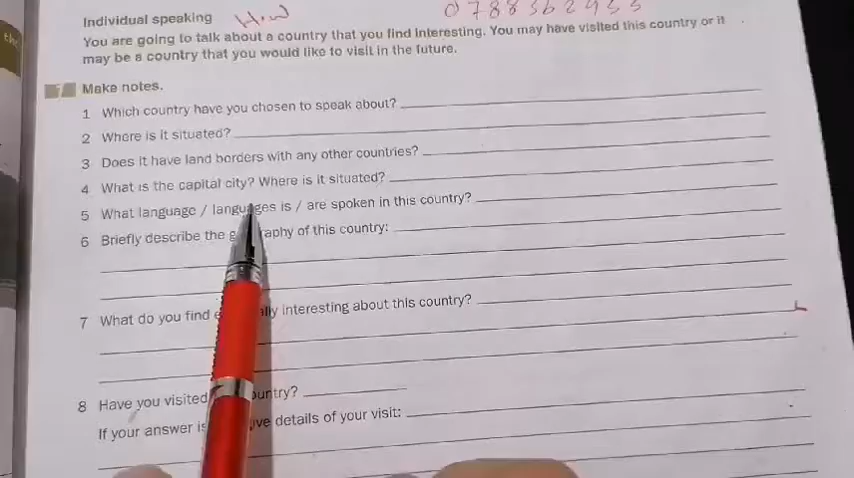 Individual speaking How 0788562455
You are going to talk about a country that you find interesting. You may have visited this country or it
may be a country that you would like to visit in the future.
Make notes.
1 Which country have you chosen to speak about?
2 Where is it situated?
3 Does it have land borders with any other countries?
4 What is the capital city? Where is it situated?
5 What language / languages is / are spoken in this country?
6 Briefly describe the g aphy of this country:
7 What do you find e ally interesting about this country?
8 Have you visited ountry?
If your answer is ve details of your visit: